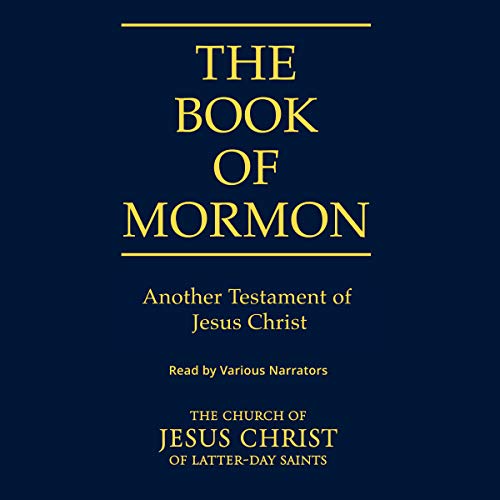 THE
BOOK
OF
MORMON
Another Testament of
Jesus Christ
Read by Various Narrators
THE CHURCH OF
JESUS CHRIST
OF LATTER-DAY SAINTS